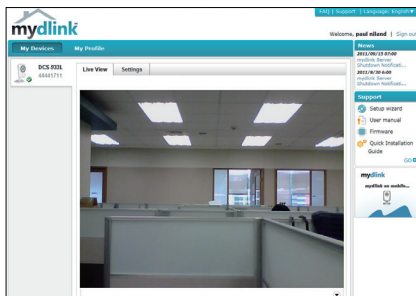 FAQ | Support | Language: English
mydlink
Welcome, paul niland | Sign out
My Devices
My Profile
DCS-933L
44441711
Live View
Settings
News
2011/09/15 07:00
mydlink Server
Shutdown Notificati...
2011/8/30 6:00
mydlink Server
Shutdown Notificati...
Support
Setup wizard
User manual
Firmware
Quick Installation
Guide
GO
mydlink
mydlink on mobile...